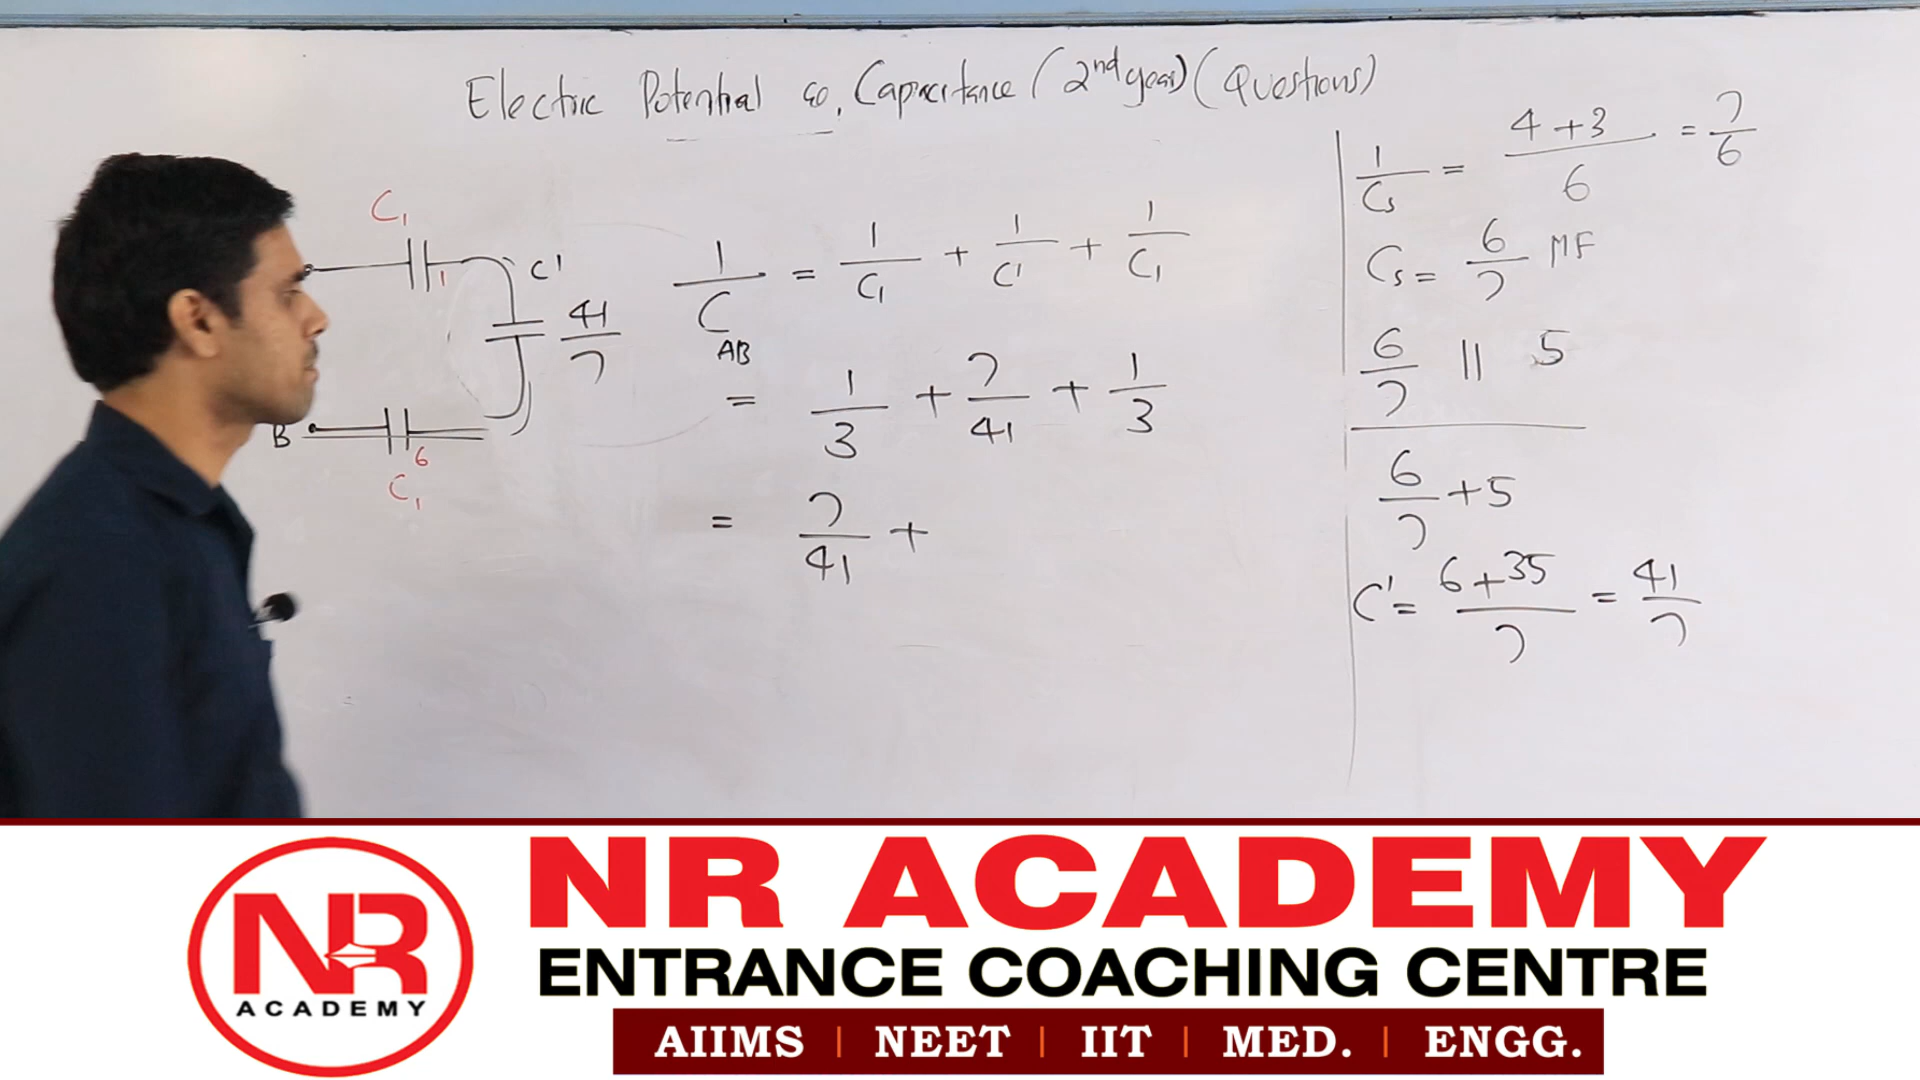 Electric Potential &, Capacitance (2nd year) (Questions)
C₁
1
C'
41/7
B
6
C₁
1/C_AB = 1/C₁ + 1/C' + 1/C₁
= 1/3 + 7/41 + 1/3
= 7/41 +
1/Cs = (4+3)/6 = 7/6
Cs = 6/7 MF
6/7 || 5
6/7 + 5
C' = (6+35)/7 = 41/7
NR
ACADEMY
NR ACADEMY
ENTRANCE COACHING CENTRE
AIIMS | NEET | IIT | MED. | ENGG.